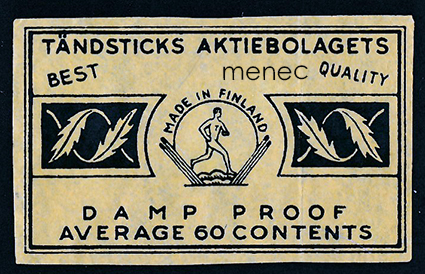 TÄNDSTICKS AKTIEBOLAGETS
BEST menec QUALITY
MADE IN FINLAND
DAMP PROOF
AVERAGE 60 CONTENTS